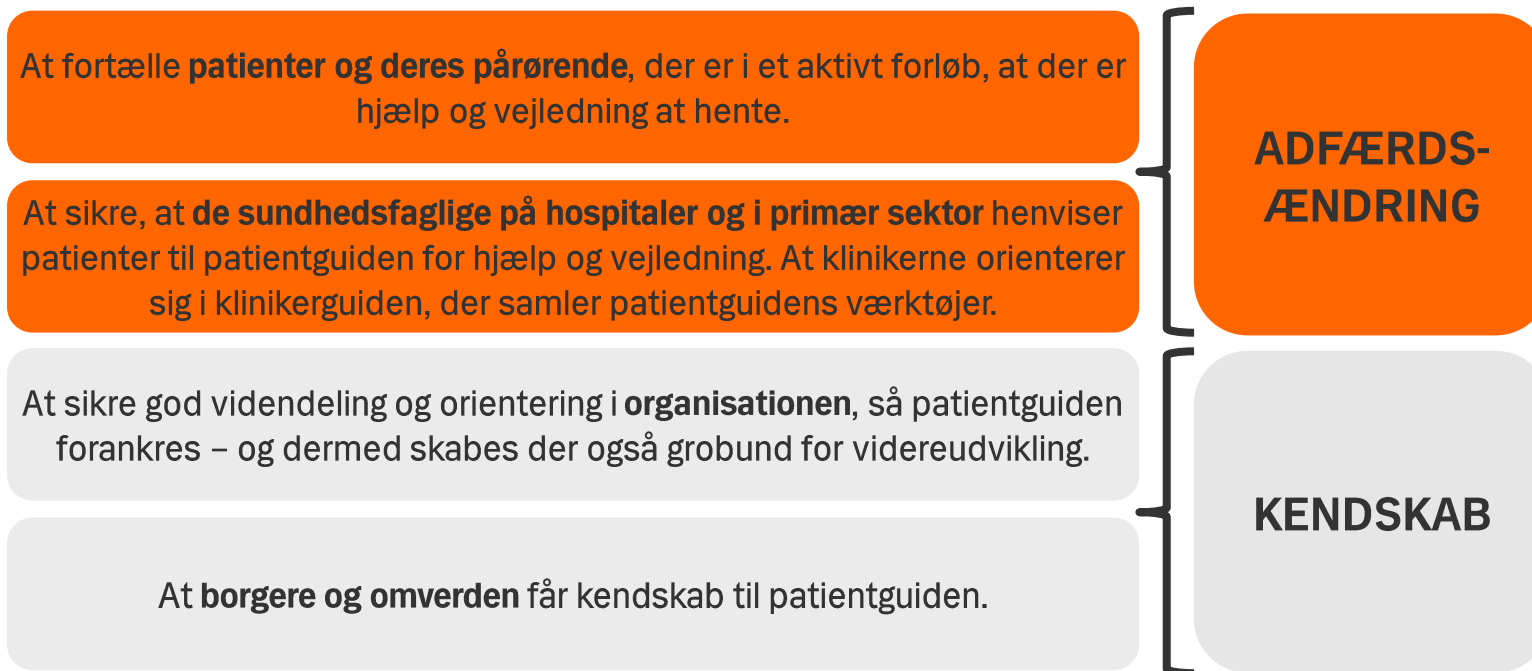 At fortælle patienter og deres pårørende, der er i et aktivt forløb, at der er
hjælp og vejledning at hente.
At sikre, at de sundhedsfaglige på hospitaler og i primær sektor henviser
patienter til patientguiden for hjælp og vejledning. At klinikerne orienterer
sig i klinikerguiden, der samler patientguidens værktøjer.
ADFÆRDS-
ÆNDRING
At sikre god videndeling og orientering i organisationen, så patientguiden
forankres – og dermed skabes der også grobund for videreudvikling.
At borgere og omverden får kendskab til patientguiden.
KENDSKAB